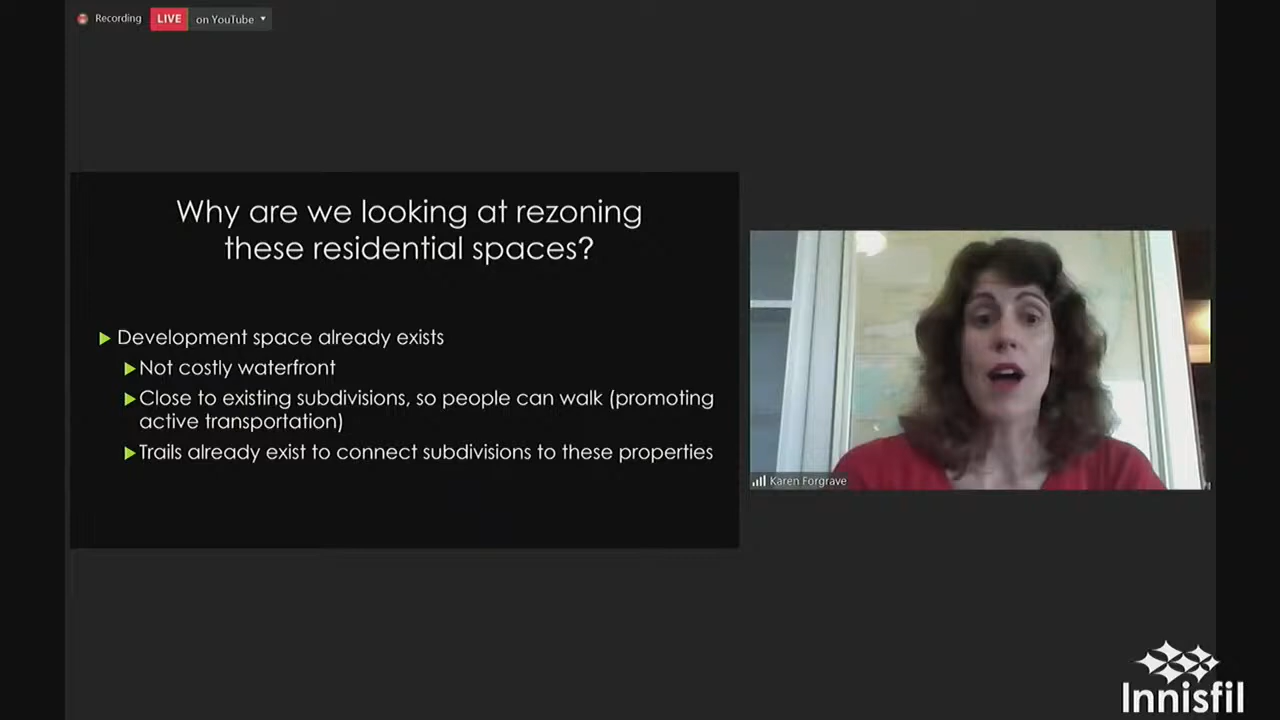 Recording
LIVE
on YouTube
Why are we looking at rezoning
these residential spaces?
Development space already exists
Not costly waterfront
Close to existing subdivisions, so people can walk (promoting
active transportation)
Trails already exist to connect subdivisions to these properties
Karen Forgrave
Innisfil